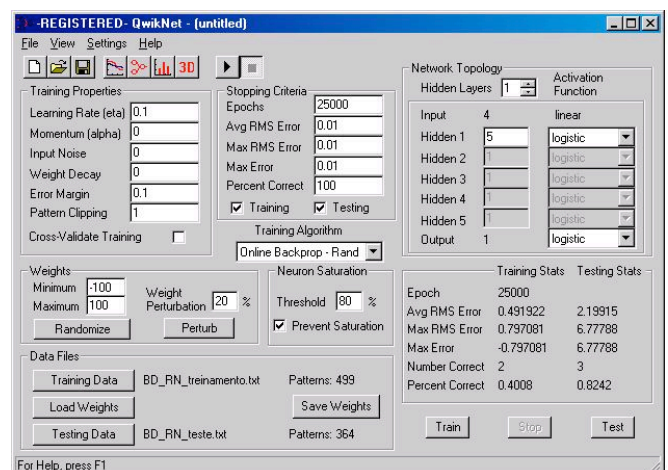 -REGISTERED- QwikNet - (untitled)
File View Settings Help
3D
Training Properties
Learning Rate (eta) 0.1
Momentum (alpha) 0
Input Noise 0
Weight Decay 0
Error Margin 0.1
Pattern Clipping 1
Cross-Validate Training
Stopping Criteria
Epochs 25000
Avg RMS Error 0.01
Max RMS Error 0.01
Max Error 0.01
Percent Correct 100
Training Testing
Training Algorithm
Online Backprop - Rand
Network Topology
Hidden Layers 1 Activation Function
Input 4 linear
Hidden 1 5 logistic
Hidden 2 1 logistic
Hidden 3 1 logistic
Hidden 4 1 logistic
Hidden 5 1 logistic
Output 1 logistic
Weights
Minimum -100
Maximum 100
Weight Perturbation 20 %
Randomize Perturb
Neuron Saturation
Threshold 80 %
Prevent Saturation
Training Stats Testing Stats
Epoch 25000
Avg RMS Error 0.491922 2.19915
Max RMS Error 0.797081 6.77788
Max Error -0.797081 6.77788
Number Correct 2 3
Percent Correct 0.4008 0.8242
Data Files
Training Data BD_RN_treinamento.txt Patterns: 499
Load Weights Save Weights
Testing Data BD_RN_teste.txt Patterns: 364
Train Stop Test
For Help, press F1